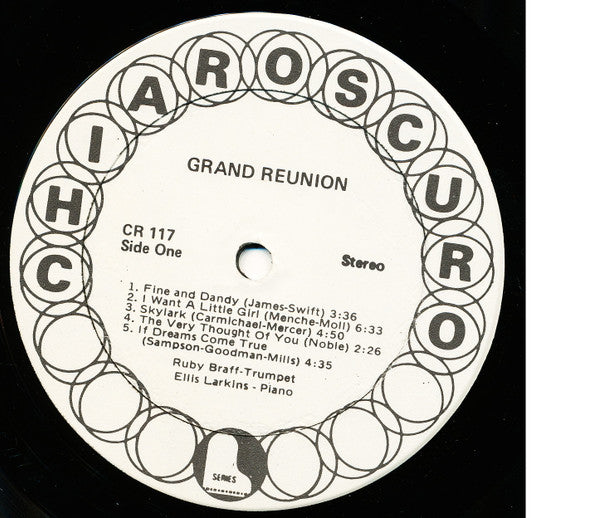 CHIAROSCURO
GRAND REUNION
CR 117
Side One
Stereo
1. Fine and Dandy (James-Swift) 3:36
2. I Want A Little Girl (Menche-Moll) 6:33
3. Skylark (Carmichael-Mercer) 4:50
4. The Very Thought Of You (Noble) 2:26
5. If Dreams Come True
(Sampson-Goodman-Mills) 4:35
Ruby Braff-Trumpet
Ellis Larkins - Piano
SERIES